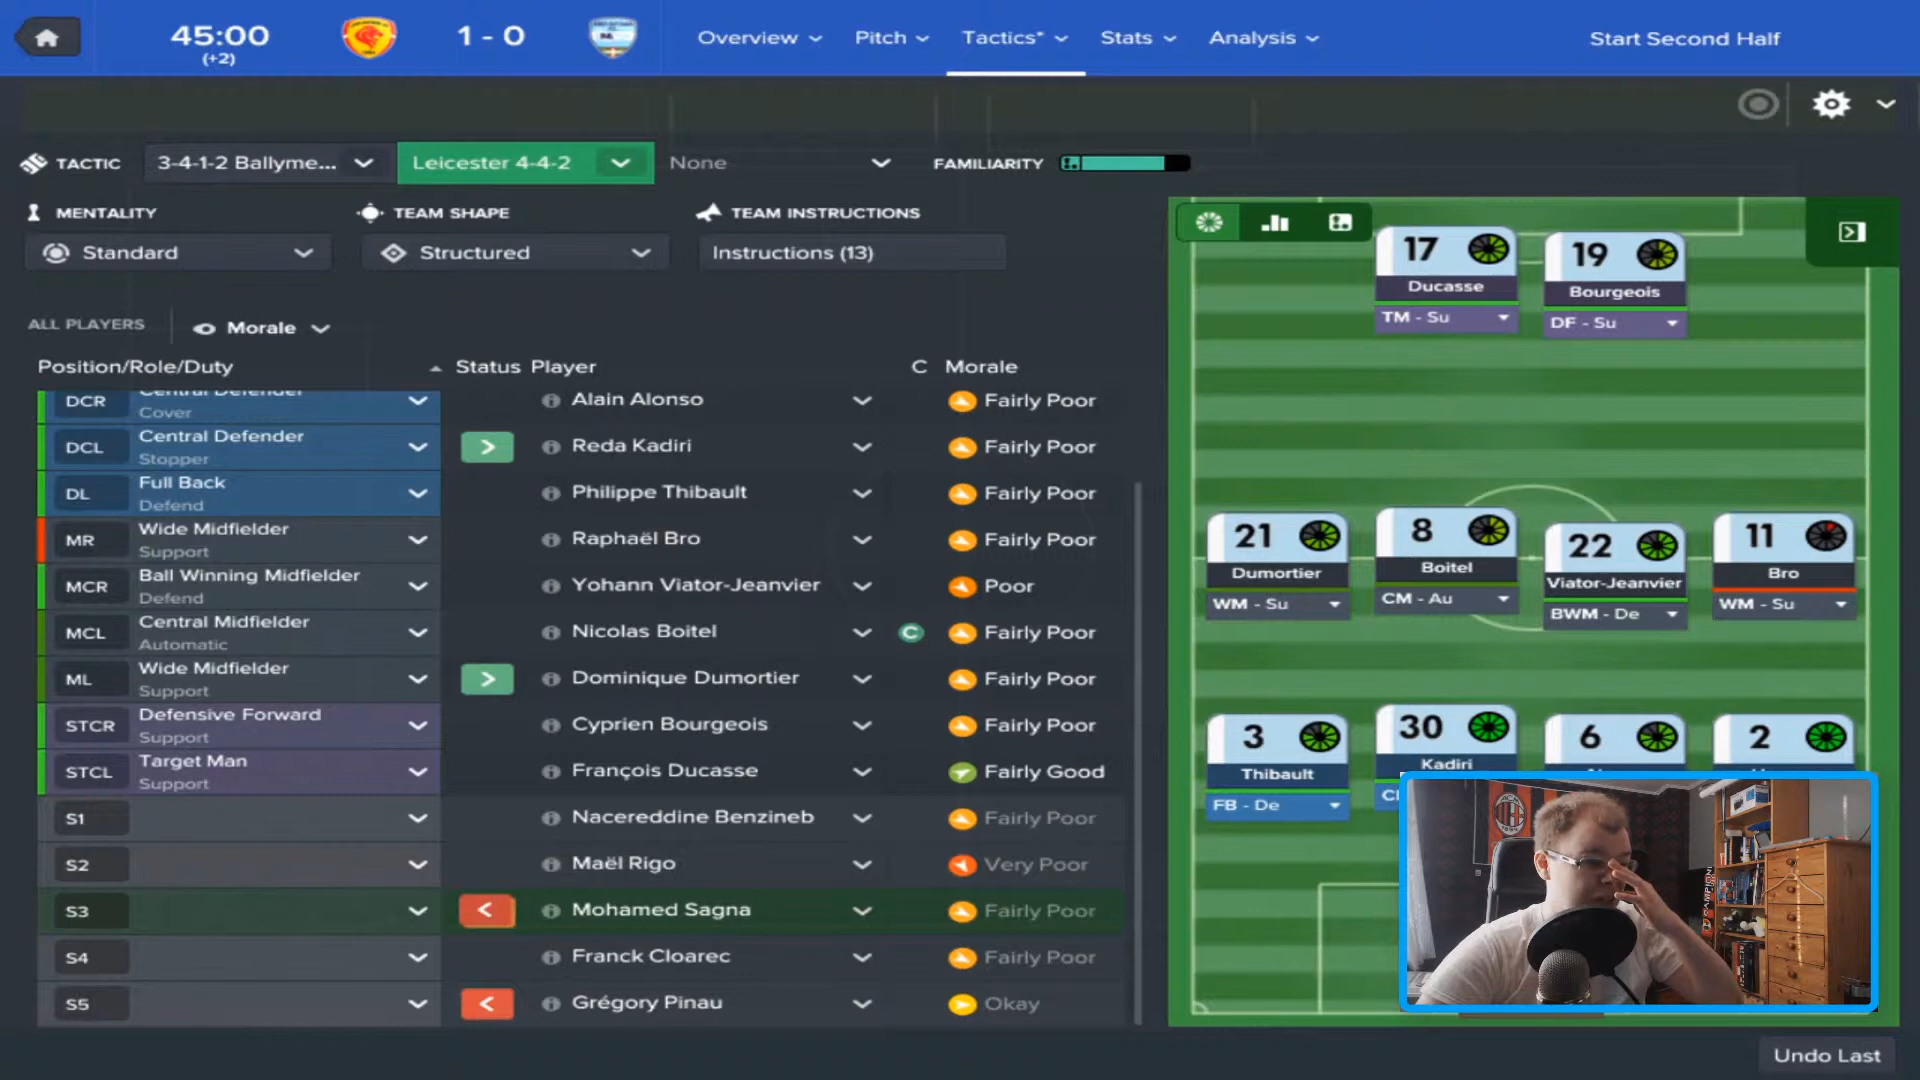 45:00
(+2)
1 - 0
Overview
Pitch
Tactics*
Stats
Analysis
Start Second Half
TACTIC
3-4-1-2 Ballyme...
Leicester 4-4-2
None
FAMILIARITY
MENTALITY
TEAM SHAPE
TEAM INSTRUCTIONS
Standard
Structured
Instructions (13)
ALL PLAYERS
Morale
Position/Role/Duty
Status
Player
C
Morale
DCR
Central Defender
Cover
Alain Alonso
Fairly Poor
DCL
Central Defender
Stopper
Reda Kadiri
Fairly Poor
DL
Full Back
Defend
Philippe Thibault
Fairly Poor
MR
Wide Midfielder
Support
Raphaël Bro
Fairly Poor
MCR
Ball Winning Midfielder
Defend
Yohann Viator-Jeanvier
Poor
MCL
Central Midfielder
Automatic
Nicolas Boitel
C
Fairly Poor
ML
Wide Midfielder
Support
Dominique Dumortier
Fairly Poor
STCR
Defensive Forward
Support
Cyprien Bourgeois
Fairly Poor
STCL
Target Man
Support
François Ducasse
Fairly Good
S1
Nacereddine Benzineb
Fairly Poor
S2
Maël Rigo
Very Poor
S3
Mohamed Sagna
Fairly Poor
S4
Franck Cloarec
Fairly Poor
S5
Grégory Pinau
Okay
17
Ducasse
TM - Su
19
Bourgeois
DF - Su
21
Dumortier
WM - Su
8
Boitel
CM - Au
22
Viator-Jeanvier
BWM - De
11
Bro
WM - Su
3
Thibault
FB - De
30
Kadiri
6
2
Undo Last